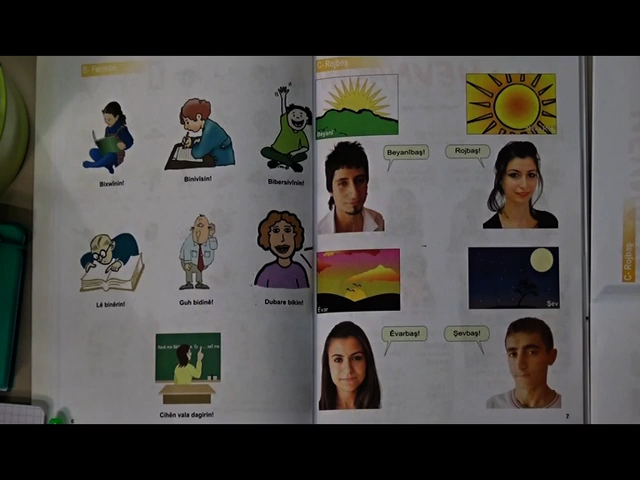 C- Rojbaş
Bixwînin!
Binivîsin!
Bibersivînin!
Lê binêrin!
Guh bidinê!
Dubare bikin!
Cihên vala dagirin!
Beyanî
Beyanîbaş!
Rojbaş!
Êvar
Şev
Êvarbaş!
Şevbaş!
7
C- Rojbaş